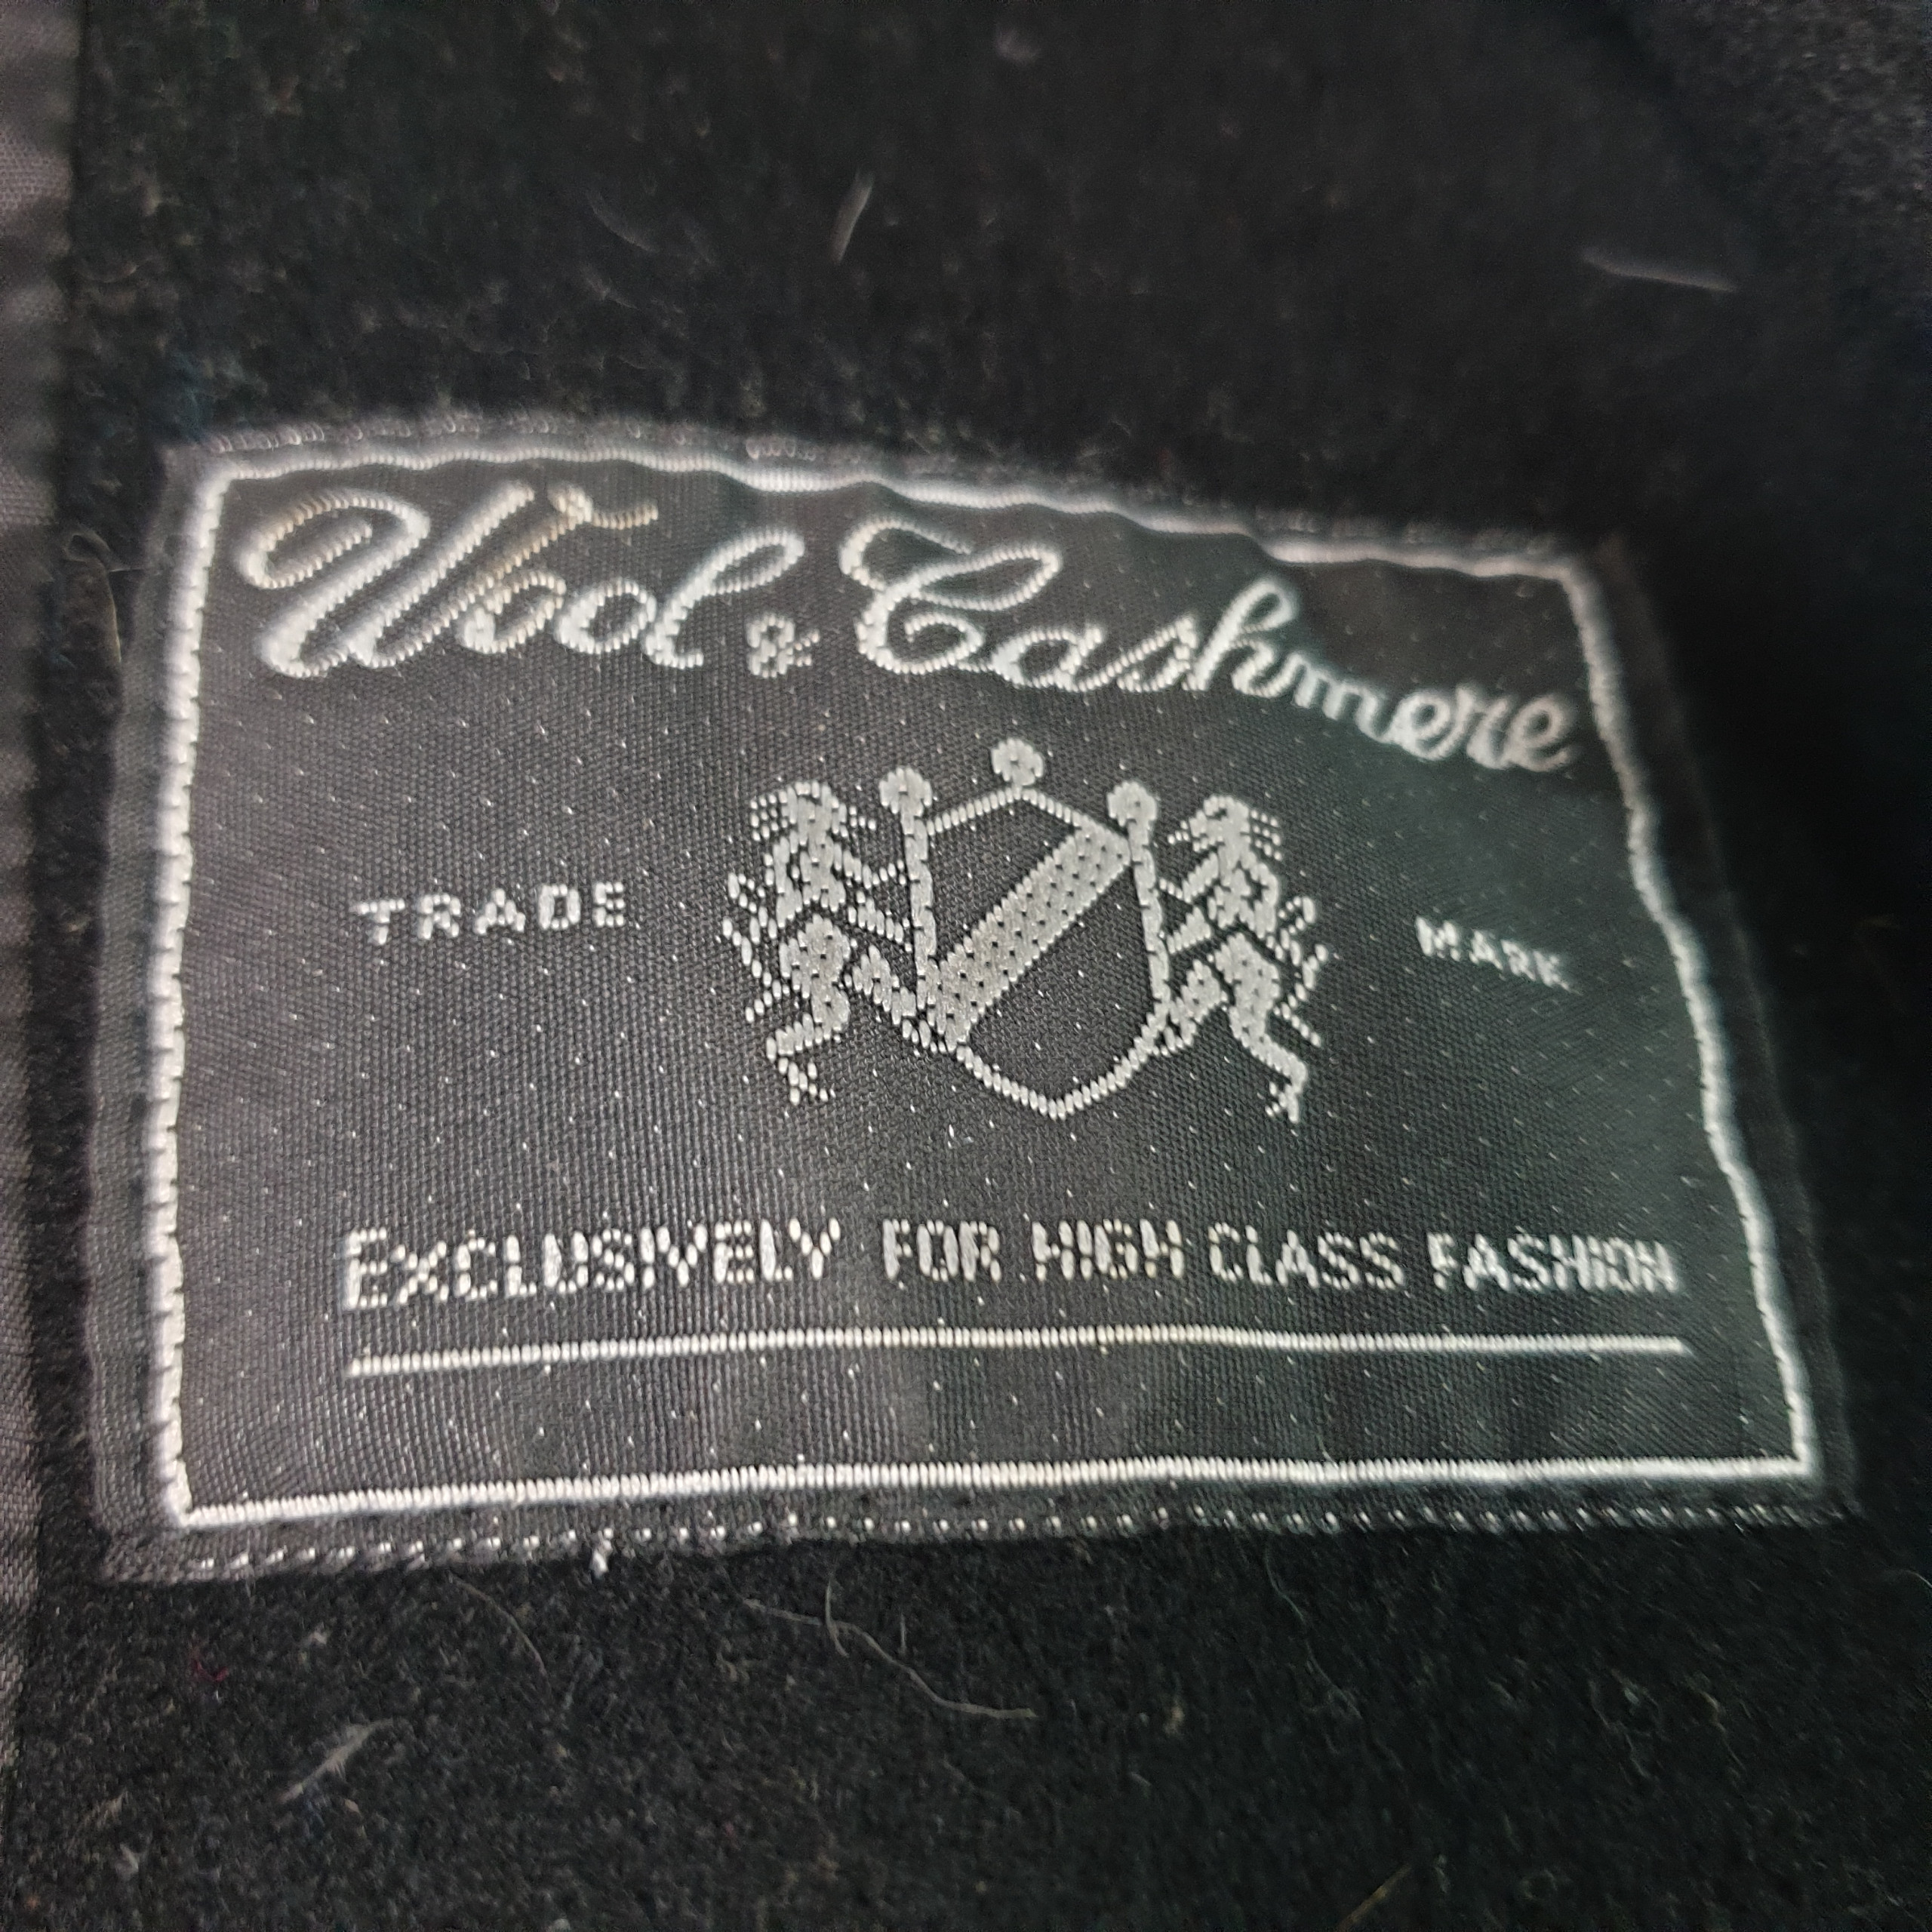 Wool & Cashmere
TRADE MARK
EXCLUSIVELY FOR HIGH CLASS FASHION